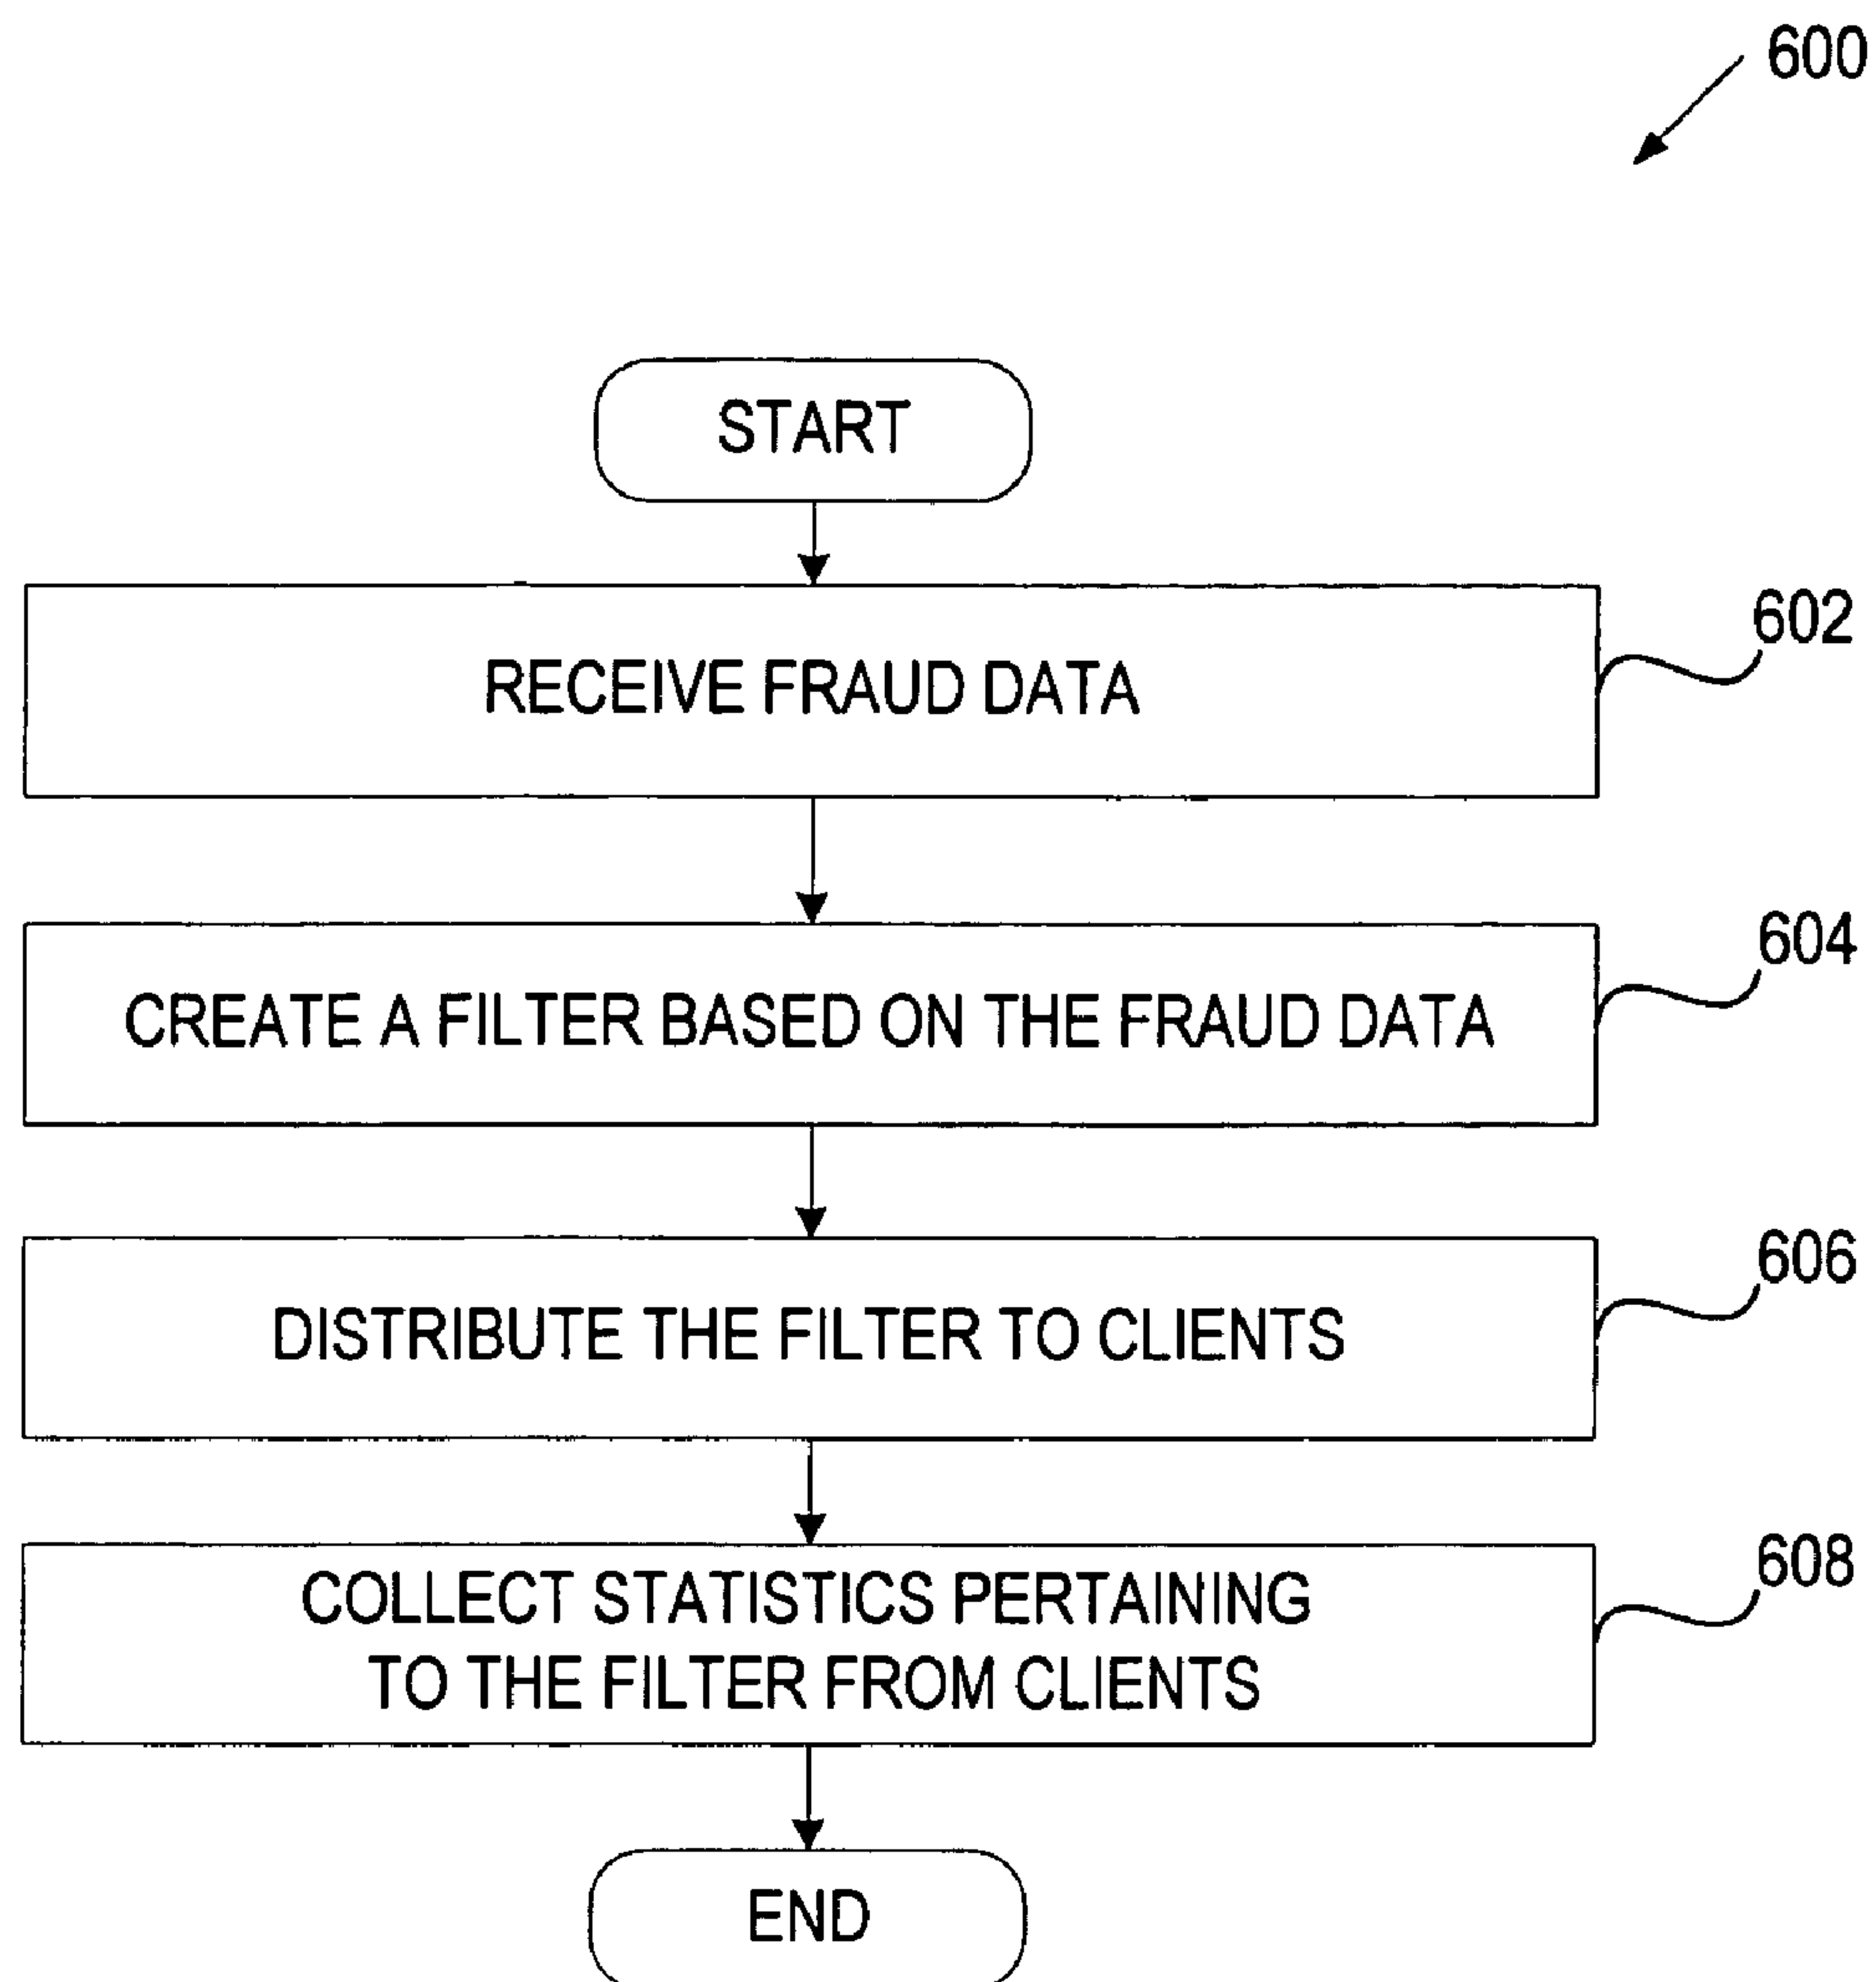 600
START
RECEIVE FRAUD DATA
602
CREATE A FILTER BASED ON THE FRAUD DATA
604
DISTRIBUTE THE FILTER TO CLIENTS
606
COLLECT STATISTICS PERTAINING
TO THE FILTER FROM CLIENTS
608
END